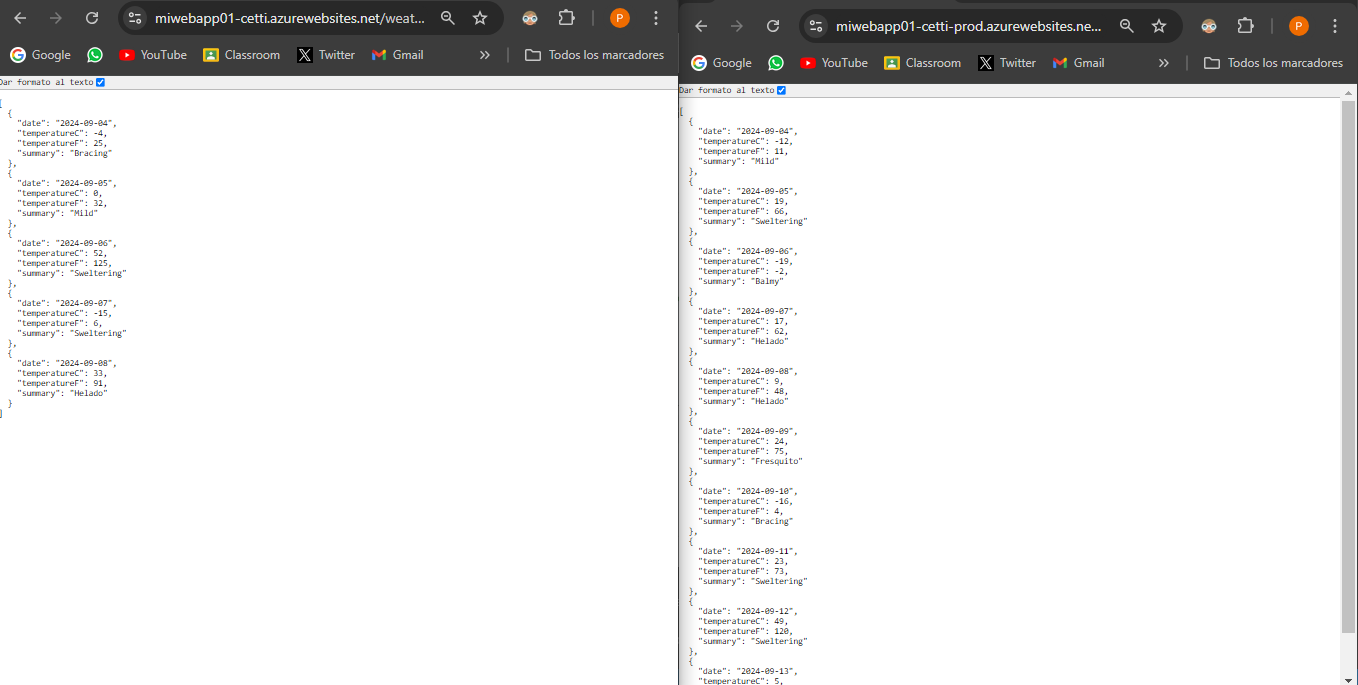 miwebapp01-cetti.azurewebsites.net/weat...
P
Google
YouTube
Classroom
Twitter
Gmail
»
Todos los marcadores
Dar formato al texto
[
{
"date": "2024-09-04",
"temperatureC": -4,
"temperatureF": 25,
"summary": "Bracing"
},
{
"date": "2024-09-05",
"temperatureC": 0,
"temperatureF": 32,
"summary": "Mild"
},
{
"date": "2024-09-06",
"temperatureC": 52,
"temperatureF": 125,
"summary": "Sweltering"
},
{
"date": "2024-09-07",
"temperatureC": -15,
"temperatureF": 6,
"summary": "Sweltering"
},
{
"date": "2024-09-08",
"temperatureC": 33,
"temperatureF": 91,
"summary": "Helado"
}
]
miwebapp01-cetti-prod.azurewebsites.ne...
P
Google
YouTube
Classroom
Twitter
Gmail
»
Todos los marcadores
Dar formato al texto
[
{
"date": "2024-09-04",
"temperatureC": -12,
"temperatureF": 11,
"summary": "Mild"
},
{
"date": "2024-09-05",
"temperatureC": 19,
"temperatureF": 66,
"summary": "Sweltering"
},
{
"date": "2024-09-06",
"temperatureC": -19,
"temperatureF": -2,
"summary": "Balmy"
},
{
"date": "2024-09-07",
"temperatureC": 17,
"temperatureF": 62,
"summary": "Helado"
},
{
"date": "2024-09-08",
"temperatureC": 9,
"temperatureF": 48,
"summary": "Helado"
},
{
"date": "2024-09-09",
"temperatureC": 24,
"temperatureF": 75,
"summary": "Fresquito"
},
{
"date": "2024-09-10",
"temperatureC": -16,
"temperatureF": 4,
"summary": "Bracing"
},
{
"date": "2024-09-11",
"temperatureC": 23,
"temperatureF": 73,
"summary": "Sweltering"
},
{
"date": "2024-09-12",
"temperatureC": 49,
"temperatureF": 120,
"summary": "Sweltering"
},
{
"date": "2024-09-13",
"temperatureC": 5,